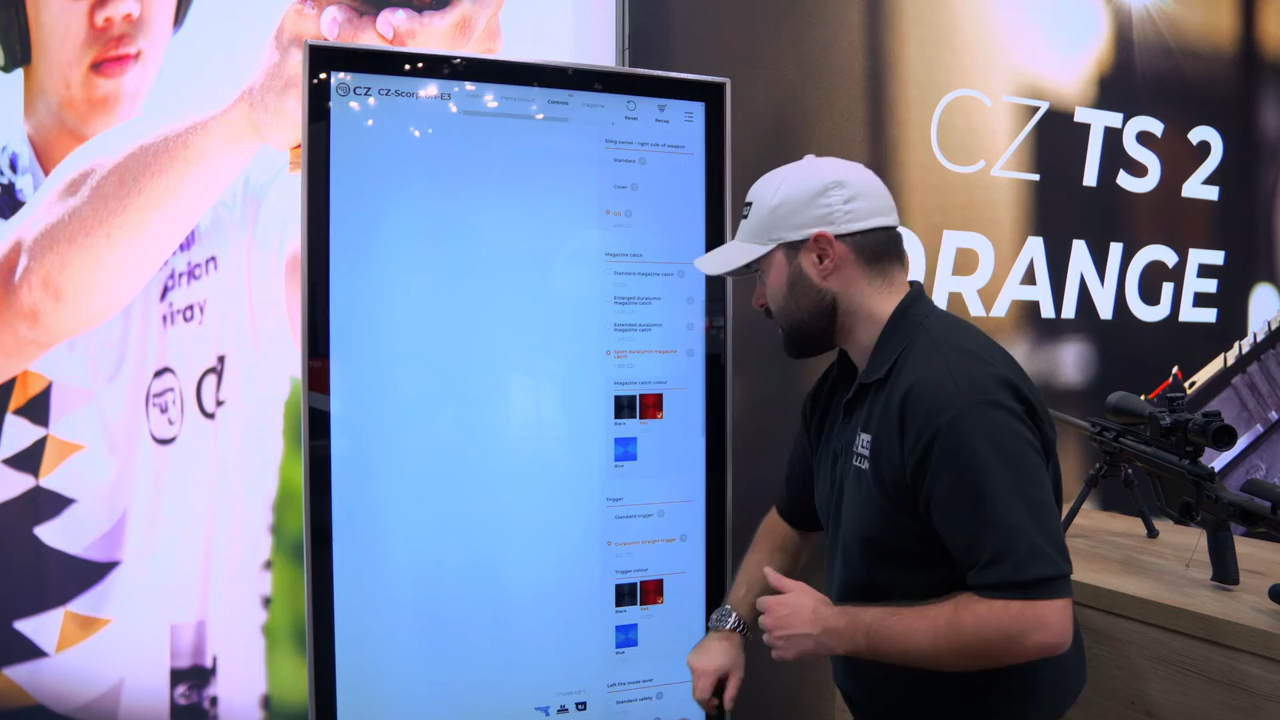 CZ
CZ-Scorpion-E3
Controls
Magazine
Reset
Recap
Sling swivel - right side of weapon
Standard
Cover
QD
Magazine catch
Standard magazine catch
Enlarged duralumin
magazine catch
Extended duralumin
magazine catch
Sport duralumin magazine
catch
Magazine catch colour
Black
Red
Blue
Trigger
Standard trigger
Duralumin straight trigger
Trigger colour
Black
Red
Blue
Left fire mode lever
Standard safety
CZ TS 2
ORANGE